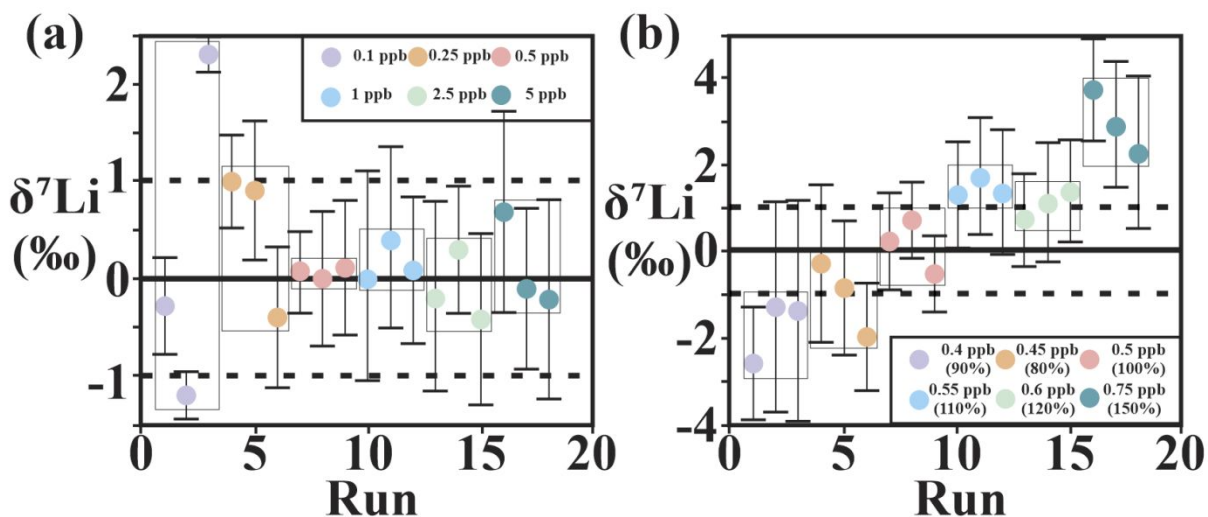 (a)
0.1 ppb 0.25 ppb 0.5 ppb
1 ppb 2.5 ppb 5 ppb
2
1
0
-1
δ⁷Li
(‰)
0 5 10 15 20
Run
(b)
4
2
0
-2
-4
δ⁷Li
(‰)
0.4 ppb 0.45 ppb 0.5 ppb
(90%) (80%) (100%)
0.55 ppb 0.6 ppb 0.75 ppb
(110%) (120%) (150%)
0 5 10 15 20
Run